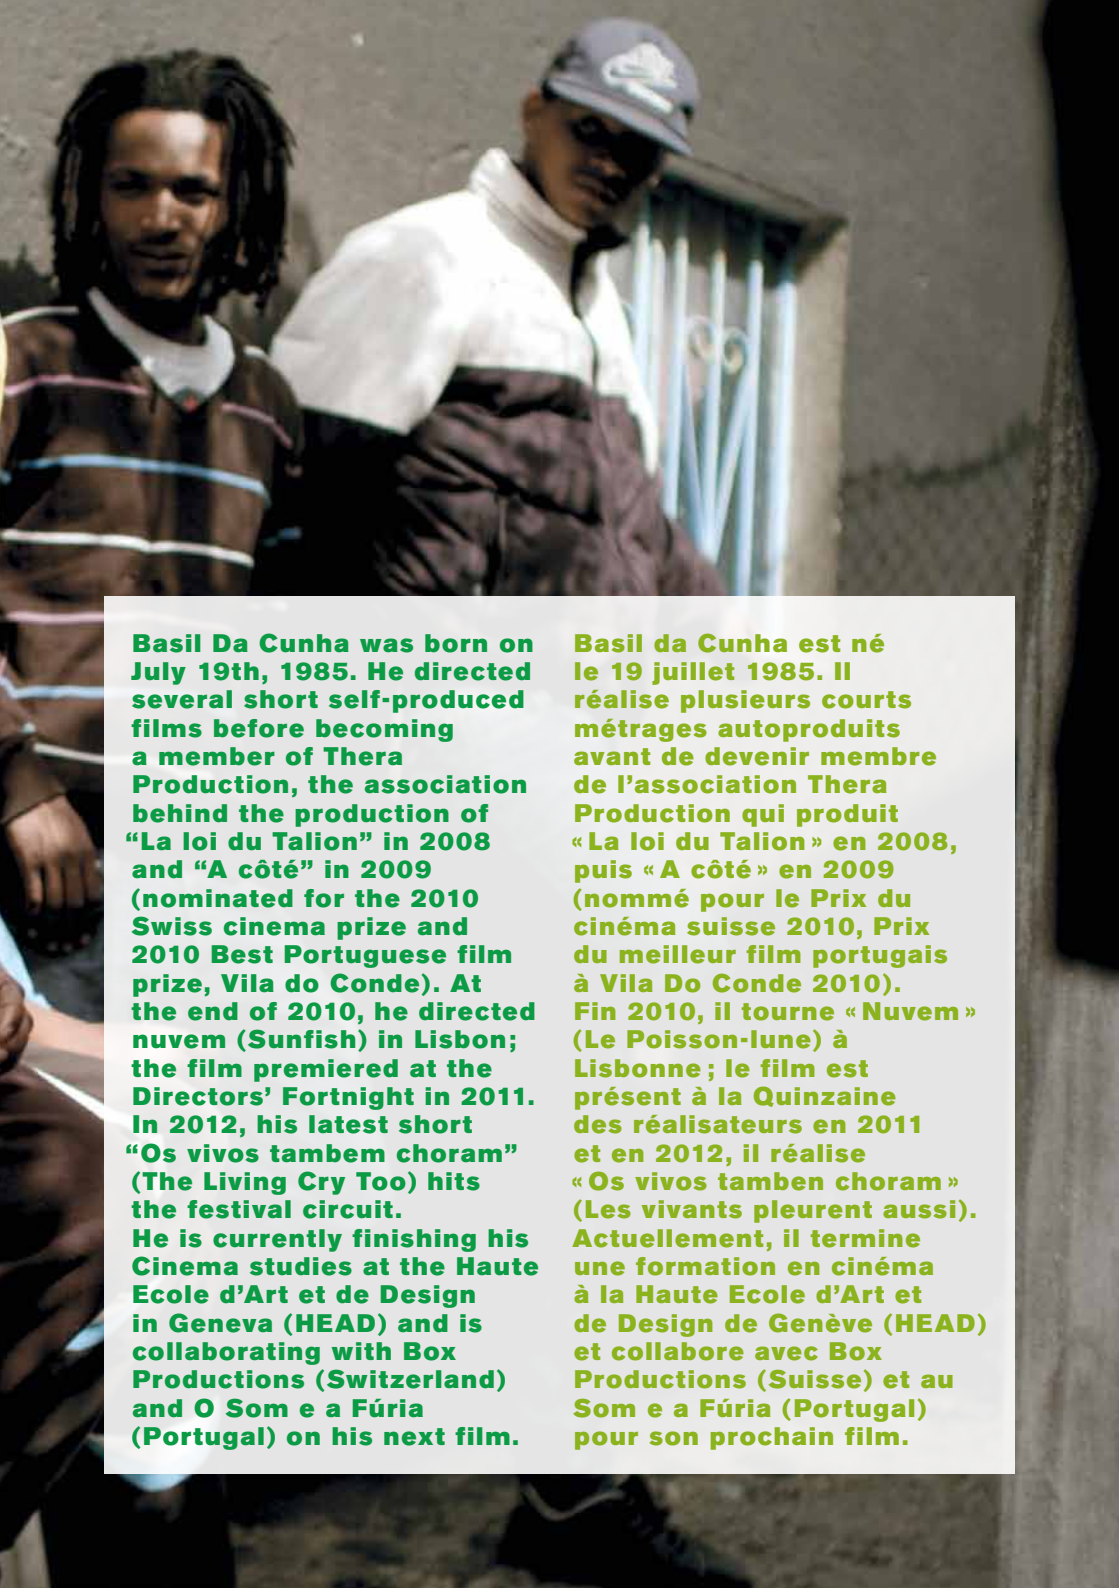 Basil Da Cunha was born on
July 19th, 1985. He directed
several short self-produced
films before becoming
a member of Thera
Production, the association
behind the production of
“La loi du Talion” in 2008
and “A côté” in 2009
(nominated for the 2010
Swiss cinema prize and
2010 Best Portuguese film
prize, Vila do Conde). At
the end of 2010, he directed
nuvem (Sunfish) in Lisbon;
the film premiered at the
Directors’ Fortnight in 2011.
In 2012, his latest short
“Os vivos tambem choram”
(The Living Cry Too) hits
the festival circuit.
He is currently finishing his
Cinema studies at the Haute
Ecole d’Art et de Design
in Geneva (HEAD) and is
collaborating with Box
Productions (Switzerland)
and O Som e a Fúria
(Portugal) on his next film.
Basil da Cunha est né
le 19 juillet 1985. Il
réalise plusieurs courts
métrages autoproduits
avant de devenir membre
de l’association Thera
Production qui produit
« La loi du Talion » en 2008,
puis « A côté » en 2009
(nommé pour le Prix du
cinéma suisse 2010, Prix
du meilleur film portugais
à Vila Do Conde 2010).
Fin 2010, il tourne « Nuvem »
(Le Poisson-lune) à
Lisbonne ; le film est
présent à la Quinzaine
des réalisateurs en 2011
et en 2012, il réalise
« Os vivos tamben choram »
(Les vivants pleurent aussi).
Actuellement, il termine
une formation en cinéma
à la Haute Ecole d’Art et
de Design de Genève (HEAD)
et collabore avec Box
Productions (Suisse) et au
Som e a Fúria (Portugal)
pour son prochain film.